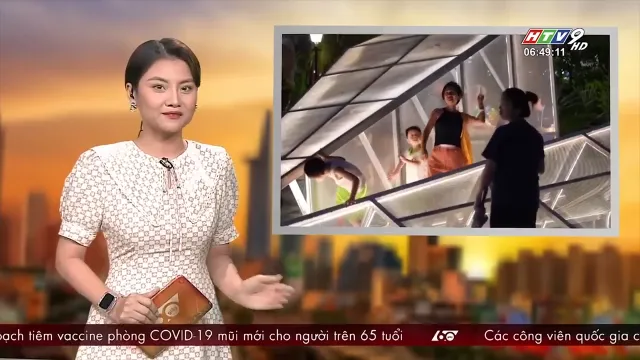 HTV9 HD
06:49:11
oạch tiêm vaccine phòng COVID-19 mũi mới cho người trên 65 tuổi 60 Các công viên quốc gia c